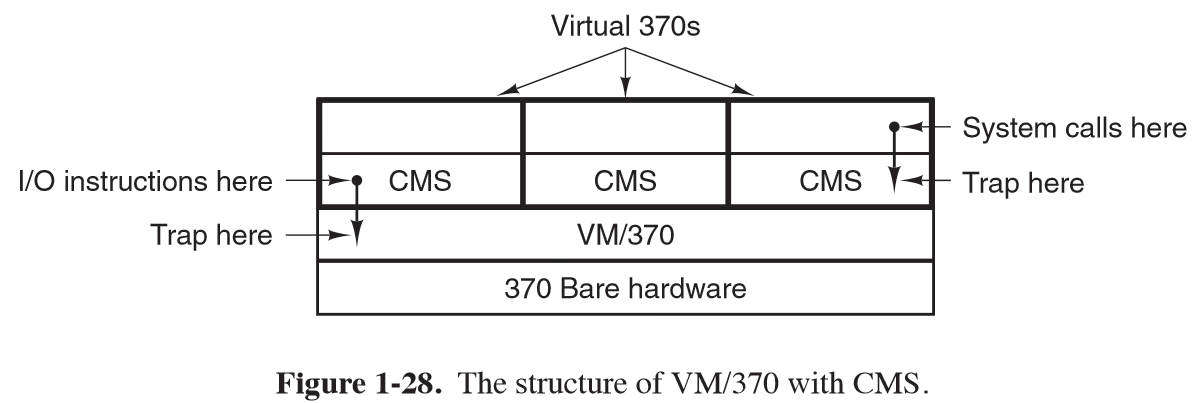 Virtual 370s
System calls here
I/O instructions here
CMS
CMS
CMS
Trap here
Trap here
VM/370
370 Bare hardware
Figure 1-28. The structure of VM/370 with CMS.